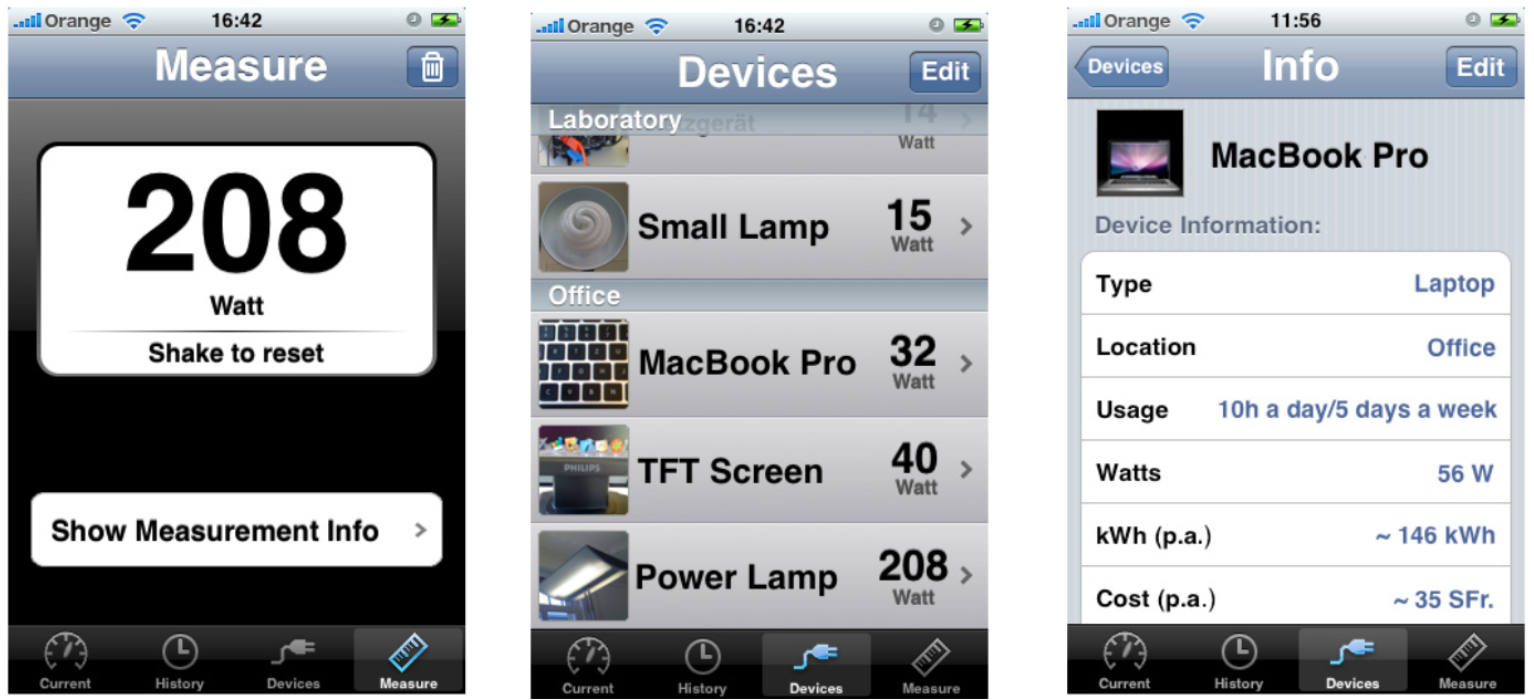 Orange 16:42
Measure
208
Watt
Shake to reset
Show Measurement Info
Current History Devices Measure
Orange 16:42
Devices Edit
Laboratory
14
Watt
Small Lamp 15
Watt
Office
MacBook Pro 32
Watt
PHILIPS
TFT Screen 40
Watt
Power Lamp 208
Watt
Current History Devices Measure
Orange 11:56
Devices Info Edit
MacBook Pro
Device Information:
Type Laptop
Location Office
Usage 10h a day/5 days a week
Watts 56 W
kWh (p.a.) ~ 146 kWh
Cost (p.a.) ~ 35 SFr.
Current History Devices Measure